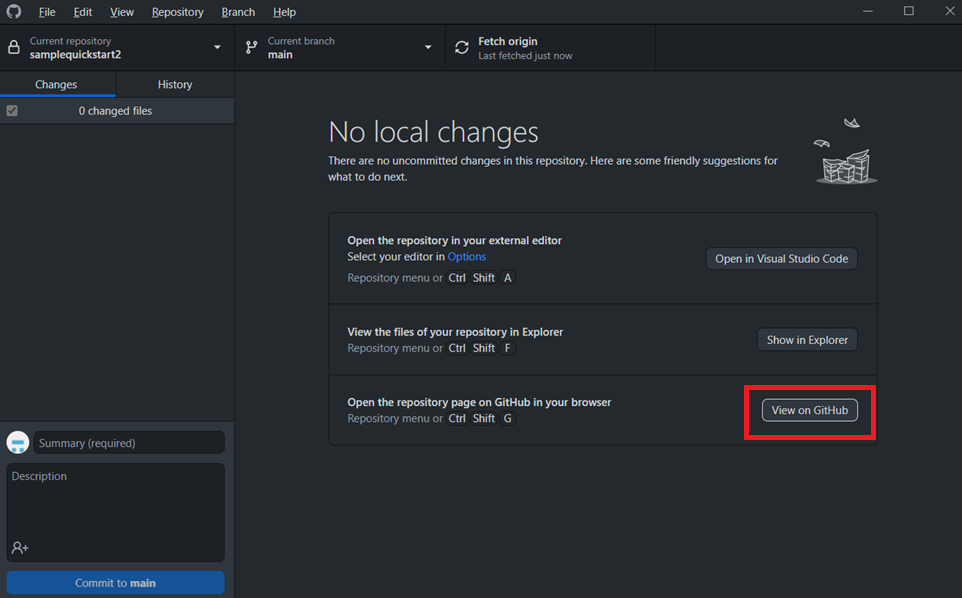 File Edit View Repository Branch Help
Current repository
samplequickstart2
Current branch
main
Fetch origin
Last fetched just now
Changes
History
0 changed files
No local changes
There are no uncommitted changes in this repository. Here are some friendly suggestions for
what to do next.
Open the repository in your external editor
Select your editor in Options
Repository menu or Ctrl Shift A
Open in Visual Studio Code
View the files of your repository in Explorer
Repository menu or Ctrl Shift F
Show in Explorer
Open the repository page on GitHub in your browser
Repository menu or Ctrl Shift G
View on GitHub
Summary (required)
Description
Commit to main